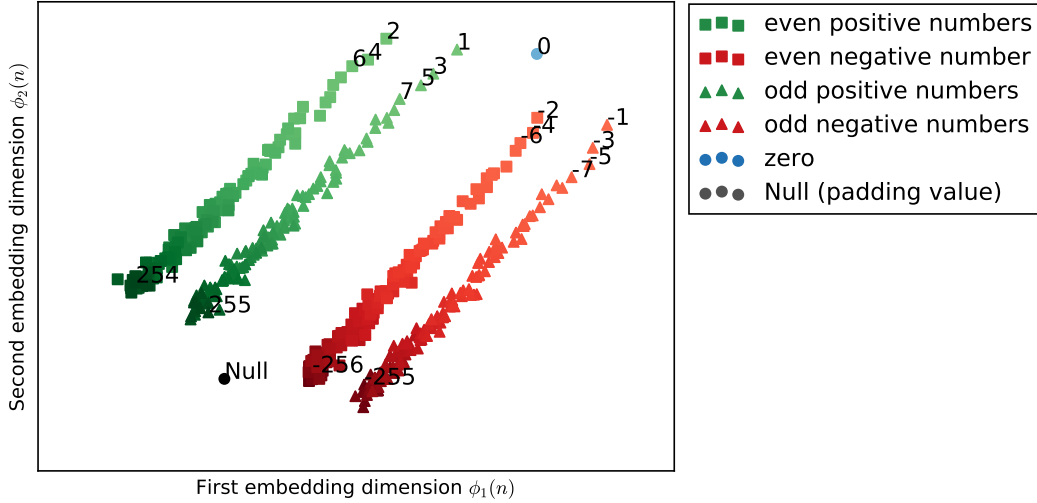 2
64
1
0
3
5
7
-2
-64
-1
-3
-5
-7
254
255
Null
-256
-255
even positive numbers
even negative number
odd positive numbers
odd negative numbers
zero
Null (padding value)
Second embedding dimension ϕ₂(n)
First embedding dimension ϕ₁(n)